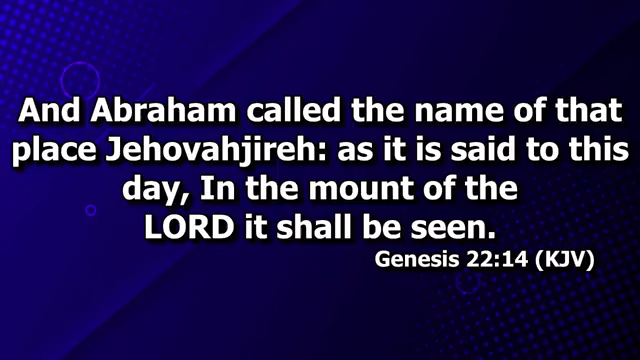 And Abraham called the name of that
place Jehovahjireh: as it is said to this
day, In the mount of the
LORD it shall be seen.
Genesis 22:14 (KJV)